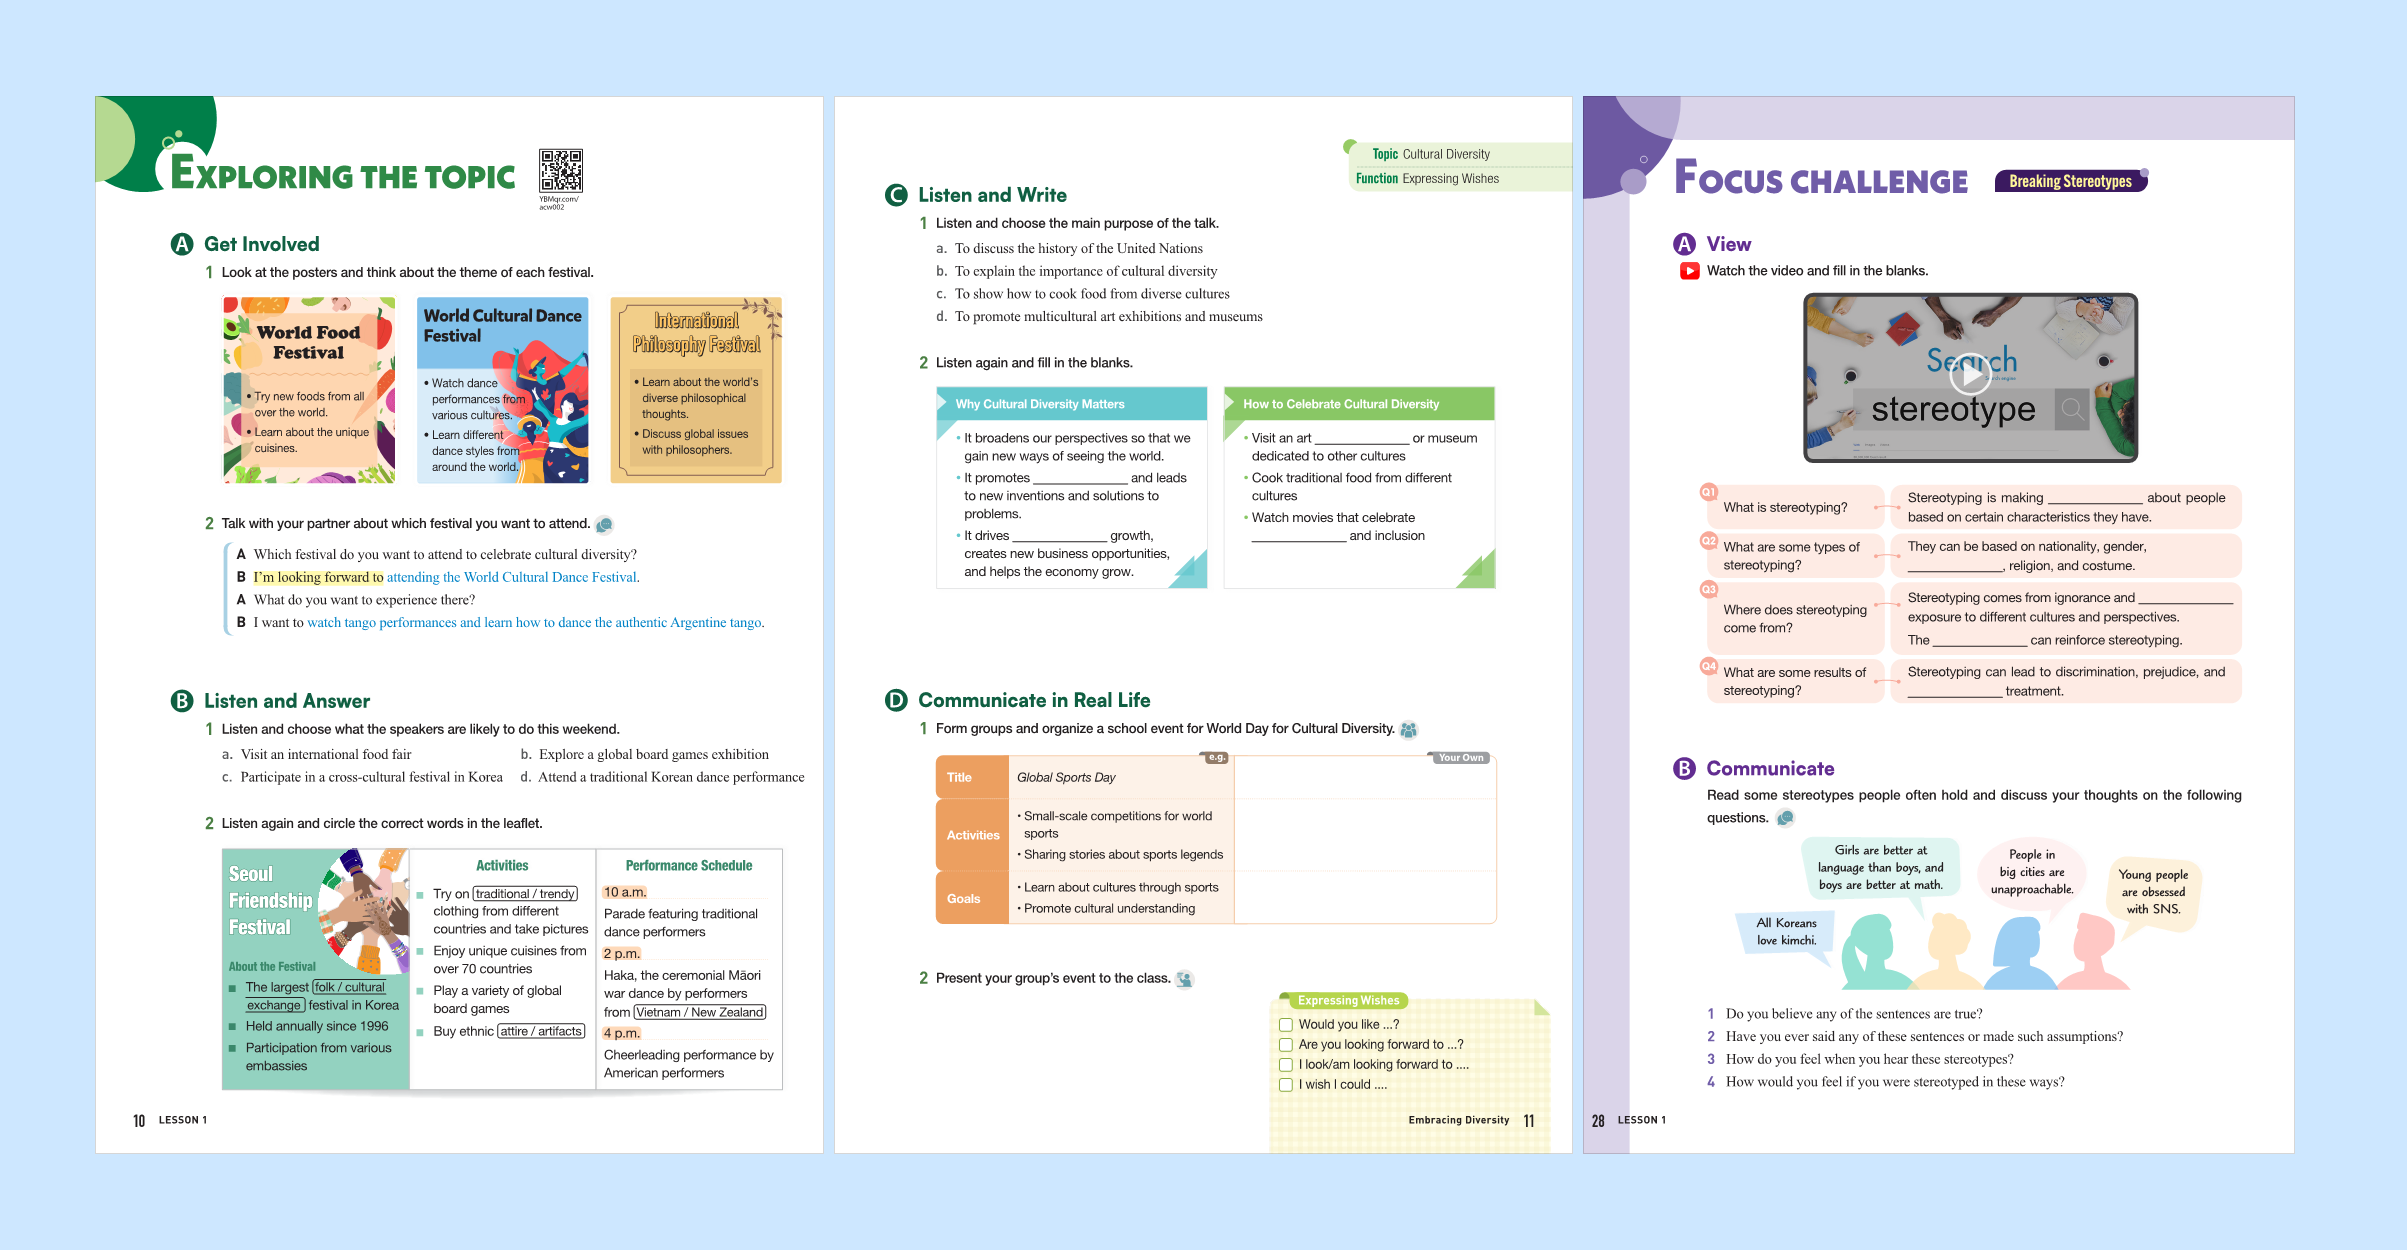 EXPLORING THE TOPIC
YBMqr.com/
acw002
A Get Involved
1 Look at the posters and think about the theme of each festival.
World Food
Festival
• Try new foods from all
over the world.
• Learn about the unique
cuisines.
World Cultural Dance
Festival
• Watch dance
performances from
various cultures.
• Learn different
dance styles from
around the world.
International
Philosophy Festival
• Learn about the world's
diverse philosophical
thoughts.
• Discuss global issues
with philosophers.
2 Talk with your partner about which festival you want to attend.
A Which festival do you want to attend to celebrate cultural diversity?
B I'm looking forward to attending the World Cultural Dance Festival.
A What do you want to experience there?
B I want to watch tango performances and learn how to dance the authentic Argentine tango.
B Listen and Answer
1 Listen and choose what the speakers are likely to do this weekend.
a. Visit an international food fair b. Explore a global board games exhibition
c. Participate in a cross-cultural festival in Korea d. Attend a traditional Korean dance performance
2 Listen again and circle the correct words in the leaflet.
Seoul
Friendship
Festival
About the Festival
The largest folk / cultural
exchange festival in Korea
Held annually since 1996
Participation from various
embassies
Activities
Try on traditional / trendy
clothing from different
countries and take pictures
Enjoy unique cuisines from
over 70 countries
Play a variety of global
board games
Buy ethnic attire / artifacts
Performance Schedule
10 a.m.
Parade featuring traditional
dance performers
2 p.m.
Haka, the ceremonial Māori
war dance by performers
from Vietnam / New Zealand
4 p.m.
Cheerleading performance by
American performers
10 LESSON 1
Topic Cultural Diversity
Function Expressing Wishes
C Listen and Write
1 Listen and choose the main purpose of the talk.
a. To discuss the history of the United Nations
b. To explain the importance of cultural diversity
c. To show how to cook food from diverse cultures
d. To promote multicultural art exhibitions and museums
2 Listen again and fill in the blanks.
Why Cultural Diversity Matters
• It broadens our perspectives so that we
gain new ways of seeing the world.
• It promotes ______________ and leads
to new inventions and solutions to
problems.
• It drives ______________ growth,
creates new business opportunities,
and helps the economy grow.
How to Celebrate Cultural Diversity
• Visit an art ______________ or museum
dedicated to other cultures
• Cook traditional food from different
cultures
• Watch movies that celebrate
______________ and inclusion
D Communicate in Real Life
1 Form groups and organize a school event for World Day for Cultural Diversity.
e.g.
Your Own
Title
Global Sports Day
Activities
• Small-scale competitions for world
sports
• Sharing stories about sports legends
Goals
• Learn about cultures through sports
• Promote cultural understanding
2 Present your group's event to the class.
Expressing Wishes
Would you like ...?
Are you looking forward to ...?
I look/am looking forward to ....
I wish I could ....
Embracing Diversity 11
FOCUS CHALLENGE
Breaking Stereotypes
A View
Watch the video and fill in the blanks.
Search
stereotype
Q1
What is stereotyping?
Stereotyping is making ______________ about people
based on certain characteristics they have.
Q2
What are some types of
stereotyping?
They can be based on nationality, gender,
______________, religion, and costume.
Q3
Where does stereotyping
come from?
Stereotyping comes from ignorance and ______________
exposure to different cultures and perspectives.
The ______________ can reinforce stereotyping.
Q4
What are some results of
stereotyping?
Stereotyping can lead to discrimination, prejudice, and
______________ treatment.
B Communicate
Read some stereotypes people often hold and discuss your thoughts on the following
questions.
All Koreans
love kimchi.
Girls are better at
language than boys, and
boys are better at math.
People in
big cities are
unapproachable.
Young people
are obsessed
with SNS.
1 Do you believe any of the sentences are true?
2 Have you ever said any of these sentences or made such assumptions?
3 How do you feel when you hear these stereotypes?
4 How would you feel if you were stereotyped in these ways?
28 LESSON 1